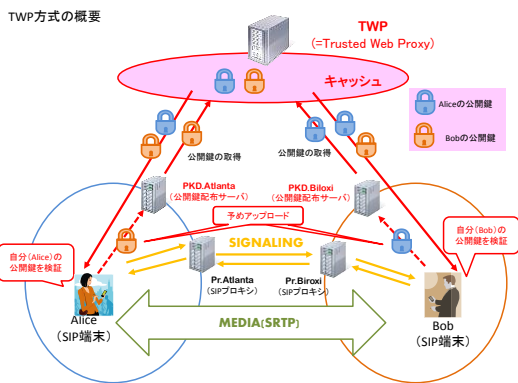 TWP方式の概要
TWP
(=Trusted Web Proxy)
キャッシュ
Aliceの公開鍵
Bobの公開鍵
公開鍵の取得
公開鍵の取得
PKD.Atlanta
(公開鍵配布サーバ)
PKD.Biloxi
(公開鍵配布サーバ)
予めアップロード
自分(Alice)の
公開鍵を検証
自分(Bob)の
公開鍵を検証
SIGNALING
Pr.Atlanta
(SIPプロキシ)
Pr.Biroxi
(SIPプロキシ)
Alice
(SIP端末)
MEDIA(SRTP)
Bob
(SIP端末)